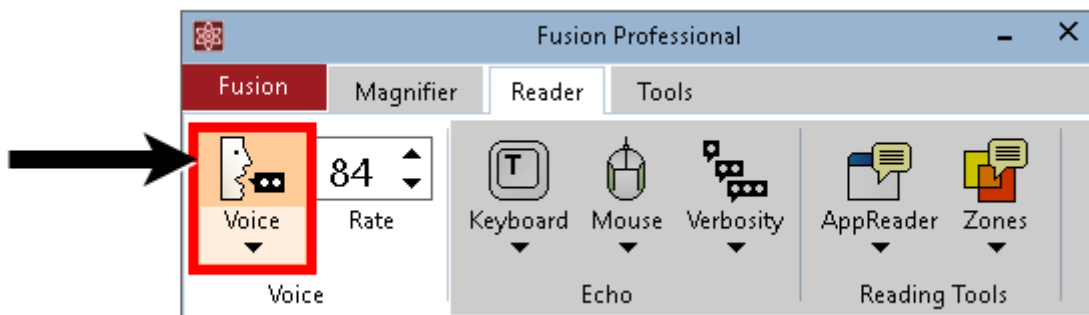 Fusion Professional
Fusion Magnifier Reader Tools
84
T
Voice Rate Keyboard Mouse Verbosity AppReader Zones
Voice Echo Reading Tools